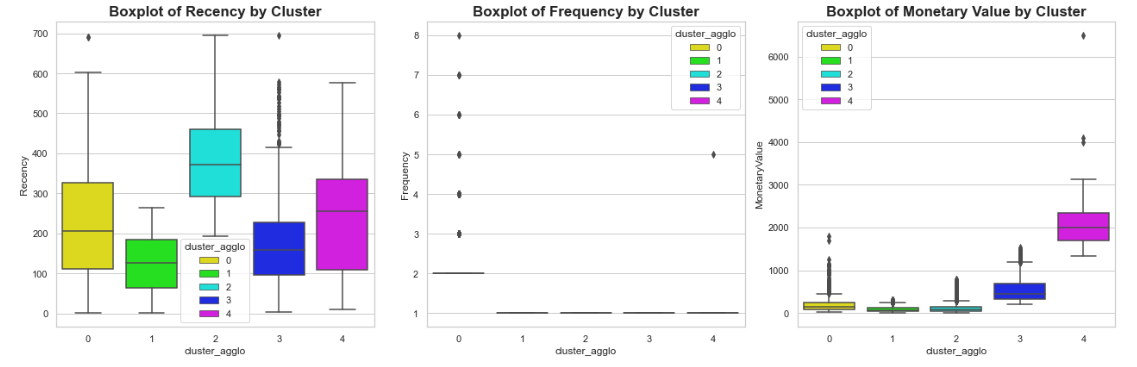 Boxplot of Recency by Cluster
700
600
500
400
300
200
100
0
Recency
cluster_agglo
0
1
2
3
4
0 1 2 3 4
cluster_agglo
Boxplot of Frequency by Cluster
8
7
6
5
4
3
2
1
Frequency
cluster_agglo
0
1
2
3
4
0 1 2 3 4
cluster_agglo
Boxplot of Monetary Value by Cluster
6000
5000
4000
3000
2000
1000
0
MonetaryValue
cluster_agglo
0
1
2
3
4
0 1 2 3 4
cluster_agglo